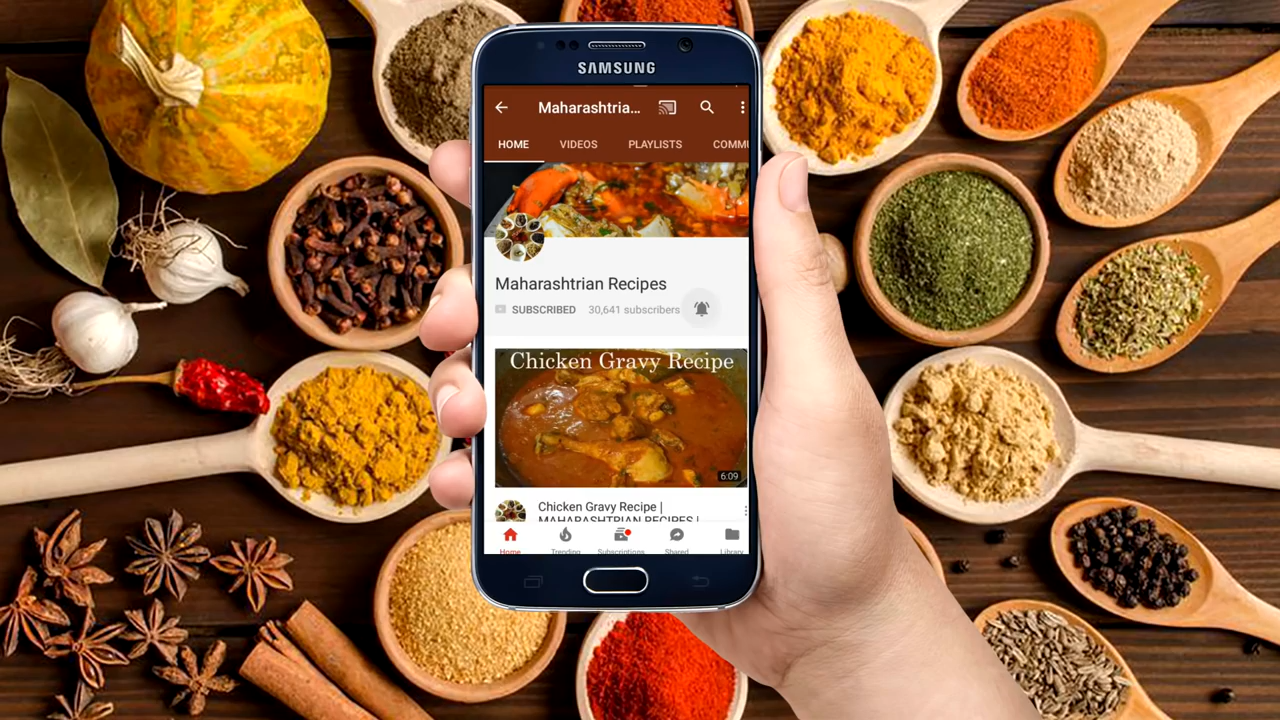 SAMSUNG
Maharashtria...
HOME VIDEOS PLAYLISTS COMMU
Maharashtrian Recipes
SUBSCRIBED 30,641 subscribers
Chicken Gravy Recipe
6:09
Chicken Gravy Recipe |
MAHARASHTRIAN RECIPES |
Home Trending Subscriptions Shared Library